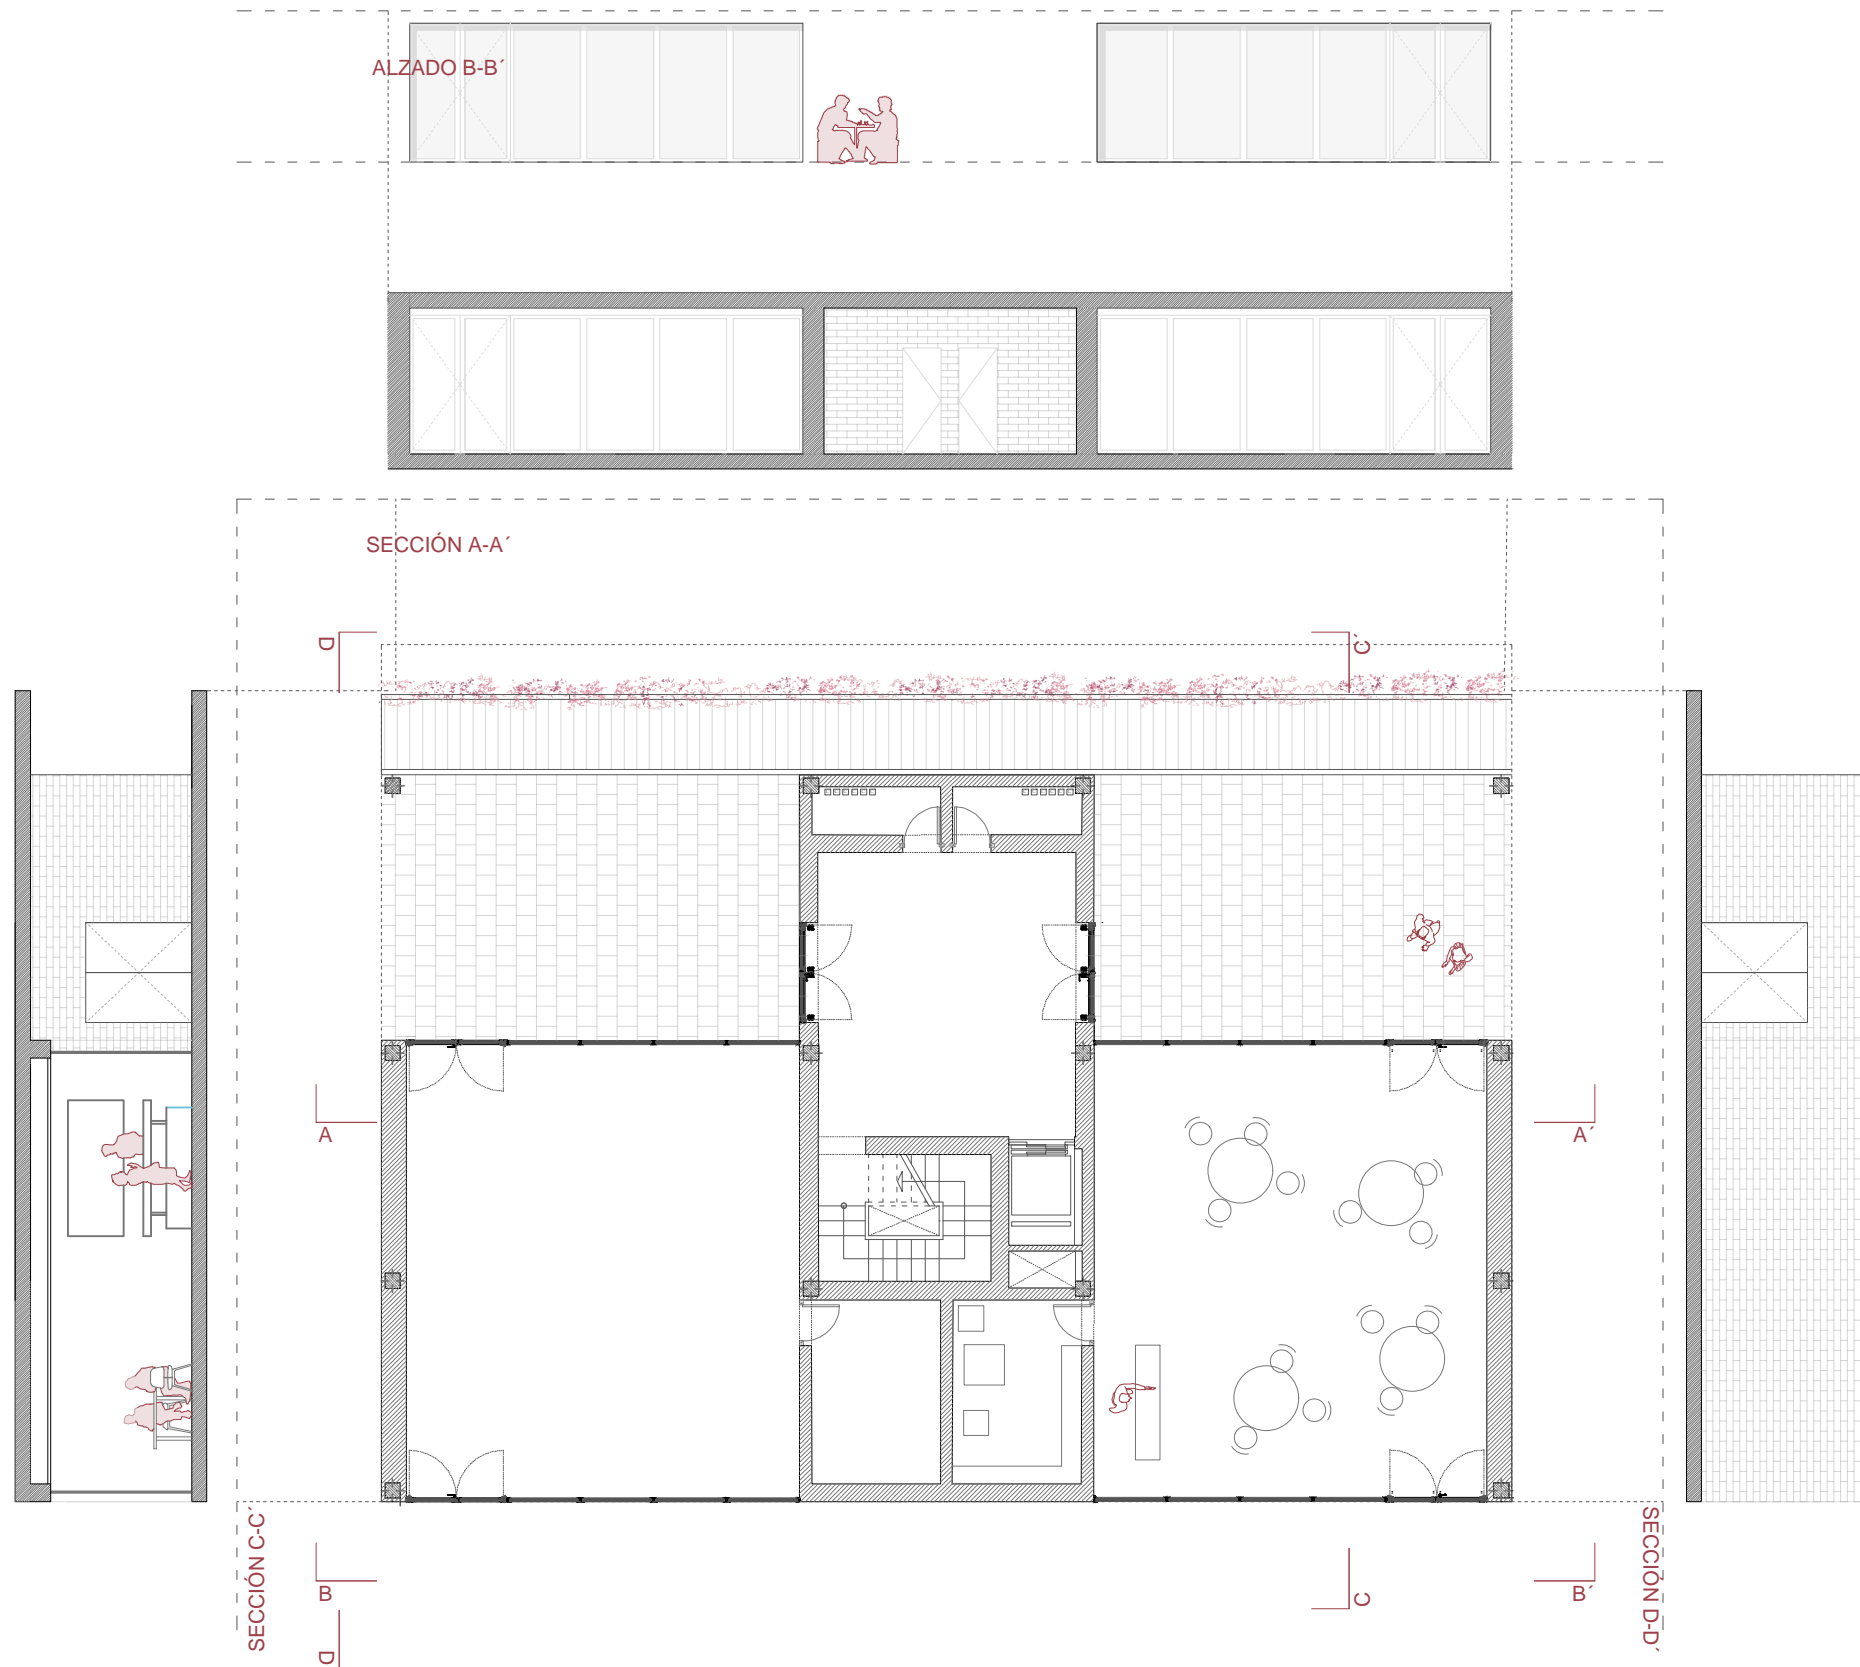 ALZADO B-B´
SECCIÓN A-A´
D
C´
A
A´
B
B´
C
D
SECCIÓN C-C´
SECCIÓN D-D´